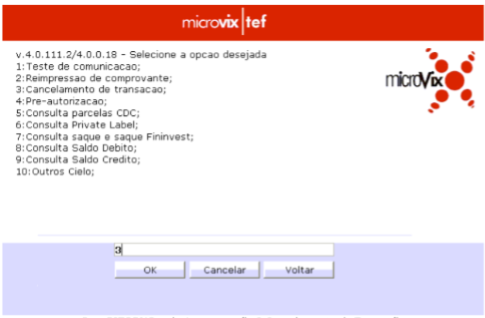 microvix tef
v.4.0.111.2/4.0.0.18 - Selecione a opcao desejada
1:Teste de comunicacao;
2:Reimpressao de comprovante;
3:Cancelamento de transacao;
4:Pre-autorizacao;
5:Consulta parcelas CDC;
6:Consulta Private Label;
7:Consulta saque e saque Fininvest;
8:Consulta Saldo Debito;
9:Consulta Saldo Credito;
10:Outros Cielo;
microvix
3
OK Cancelar Voltar